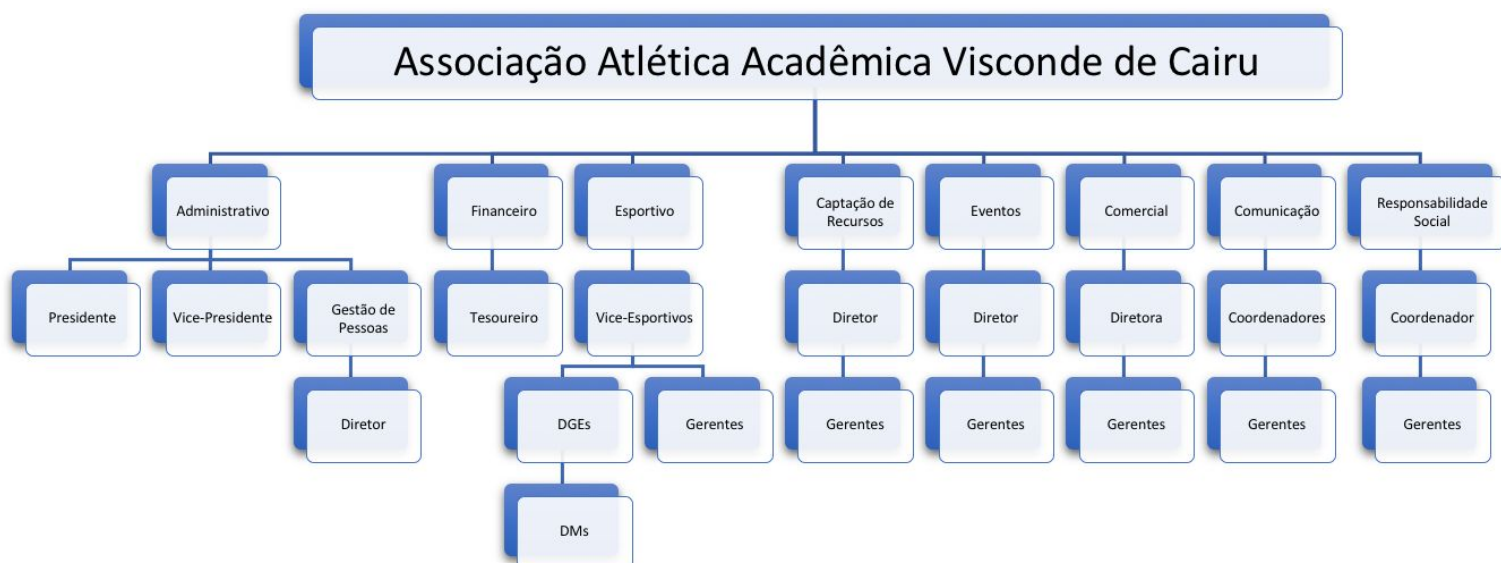 Associação Atlética Acadêmica Visconde de Cairu
Administrativo
Financeiro
Esportivo
Captação de
Recursos
Eventos
Comercial
Comunicação
Responsabilidade
Social
Presidente
Vice-Presidente
Gestão de
Pessoas
Tesoureiro
Vice-Esportivos
Diretor
Diretor
Diretora
Coordenadores
Coordenador
Diretor
DGEs
Gerentes
Gerentes
Gerentes
Gerentes
Gerentes
Gerentes
DMs